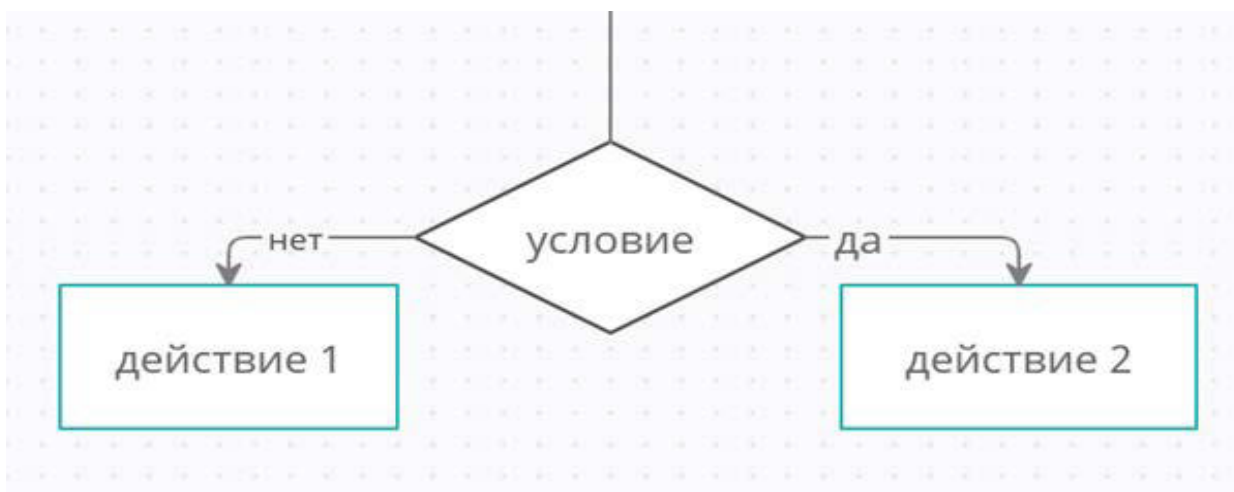 нет
условие
да
действие 1
действие 2